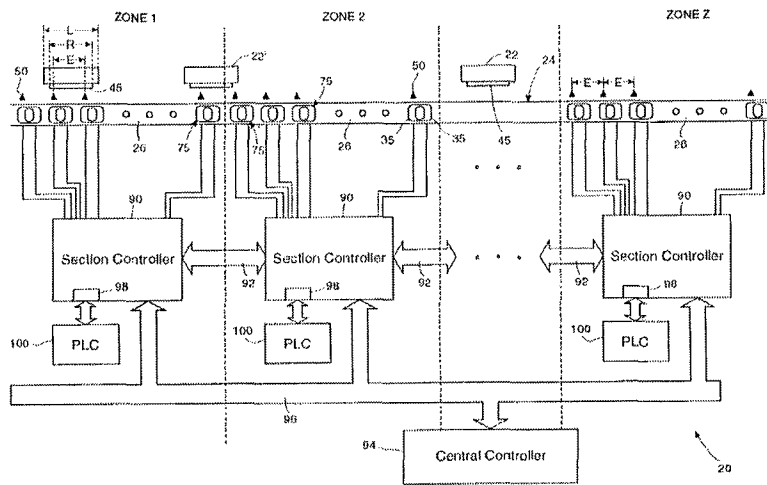 ZONE 1 ZONE 2 ZONE Z
L
R
E
50 45 22' 75 50 22 45 24 E E
26 75 75 26 35 35 26
90 90 90
Section Controller Section Controller Section Controller
92 92 92
98 98 98
100 PLC 100 PLC 100 PLC
96
94 Central Controller
20